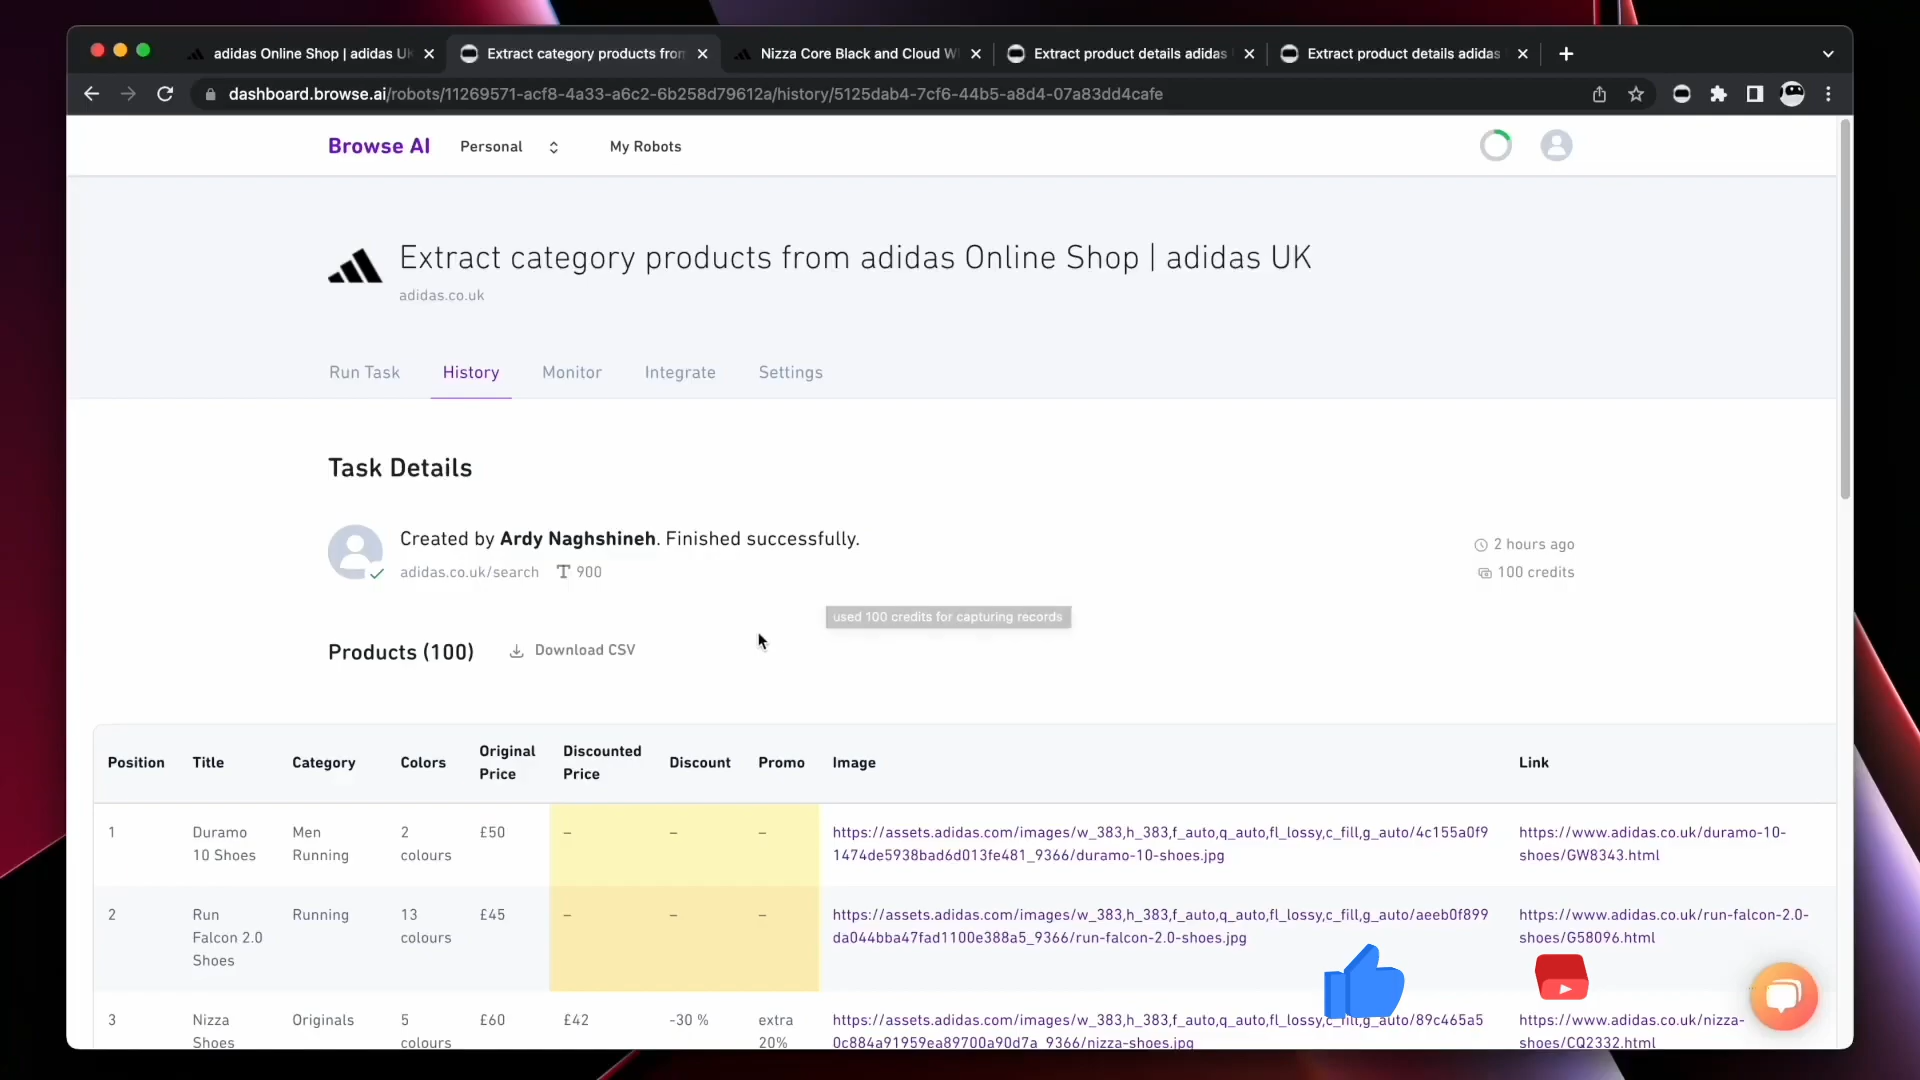 adidas Online Shop | adidas UK
Extract category products from
Nizza Core Black and Cloud W
Extract product details adidas
Extract product details adidas
dashboard.browse.ai/robots/11269571-acf8-4a33-a6c2-6b258d79612a/history/5125dab4-7cf6-44b5-a8d4-07a83dd4cafe
Browse AI
Personal
My Robots
Extract category products from adidas Online Shop | adidas UK
adidas.co.uk
Run Task
History
Monitor
Integrate
Settings
Task Details
Created by Ardy Naghshineh. Finished successfully.
2 hours ago
adidas.co.uk/search
900
100 credits
used 100 credits for capturing records
Products (100)
Download CSV
Position
Title
Category
Colors
Original
Price
Discounted
Price
Discount
Promo
Image
Link
1
Duramo
10 Shoes
Men
Running
2
colours
£50
–
–
–
https://assets.adidas.com/images/w_383,h_383,f_auto,q_auto,fl_lossy,c_fill,g_auto/4c155a0f9
1474de5938bad6d013fe481_9366/duramo-10-shoes.jpg
https://www.adidas.co.uk/duramo-10-
shoes/GW8343.html
2
Run
Falcon 2.0
Shoes
Running
13
colours
£45
–
–
–
https://assets.adidas.com/images/w_383,h_383,f_auto,q_auto,fl_lossy,c_fill,g_auto/aeeb0f899
da044bba47fad1100e388a5_9366/run-falcon-2.0-shoes.jpg
https://www.adidas.co.uk/run-falcon-2.0-
shoes/G58096.html
3
Nizza
Shoes
Originals
5
colours
£60
£42
-30 %
extra
20%
https://assets.adidas.com/images/w_383,h_383,f_auto,q_auto,fl_lossy,c_fill,g_auto/89c465a5
0c884a91959ea89700a90d7a_9366/nizza-shoes.jpg
https://www.adidas.co.uk/nizza-
shoes/CQ2332.html